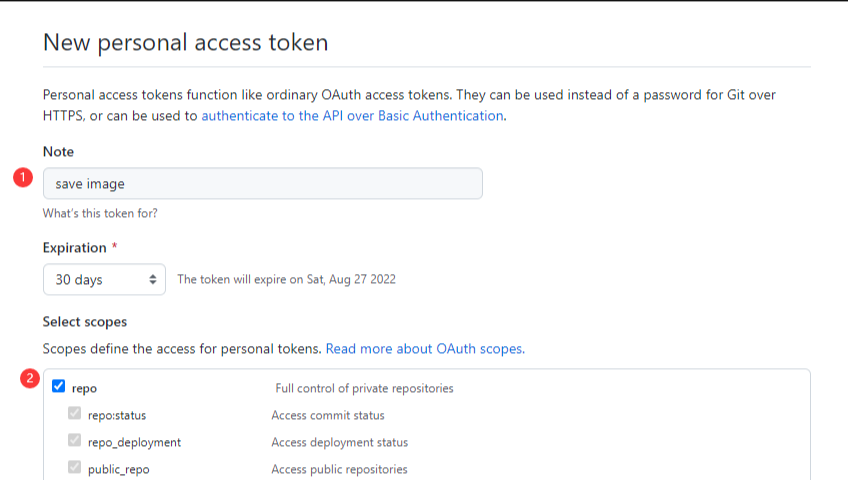 New personal access token
Personal access tokens function like ordinary OAuth access tokens. They can be used instead of a password for Git over
HTTPS, or can be used to authenticate to the API over Basic Authentication.
Note
1
save image
What's this token for?
Expiration *
30 days The token will expire on Sat, Aug 27 2022
Select scopes
Scopes define the access for personal tokens. Read more about OAuth scopes.
2
repo Full control of private repositories
repo:status Access commit status
repo_deployment Access deployment status
public_repo Access public repositories